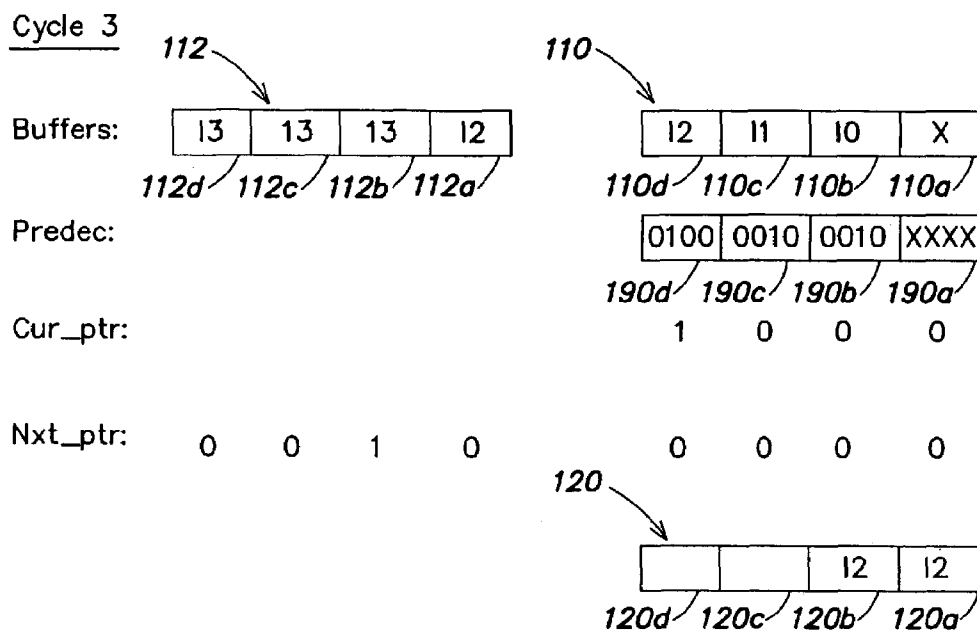 Cycle 3
112 110
Buffers: I3 13 13 I2 I2 I1 I0 X
112d 112c 112b 112a 110d 110c 110b 110a
Predec: 0100 0010 0010 XXXX
190d 190c 190b 190a
Cur_ptr: 1 0 0 0
Nxt_ptr: 0 0 1 0 0 0 0 0
120
I2 I2
120d 120c 120b 120a